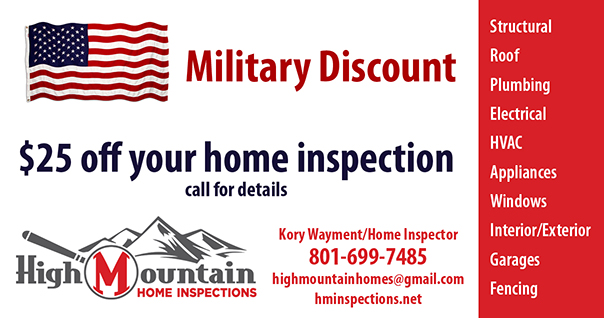 Military Discount
$25 off your home inspection
call for details
High Mountain
HOME INSPECTIONS
Kory Wayment/Home Inspector
801-699-7485
highmountainhomes@gmail.com
hminspections.net
Structural
Roof
Plumbing
Electrical
HVAC
Appliances
Windows
Interior/Exterior
Garages
Fencing